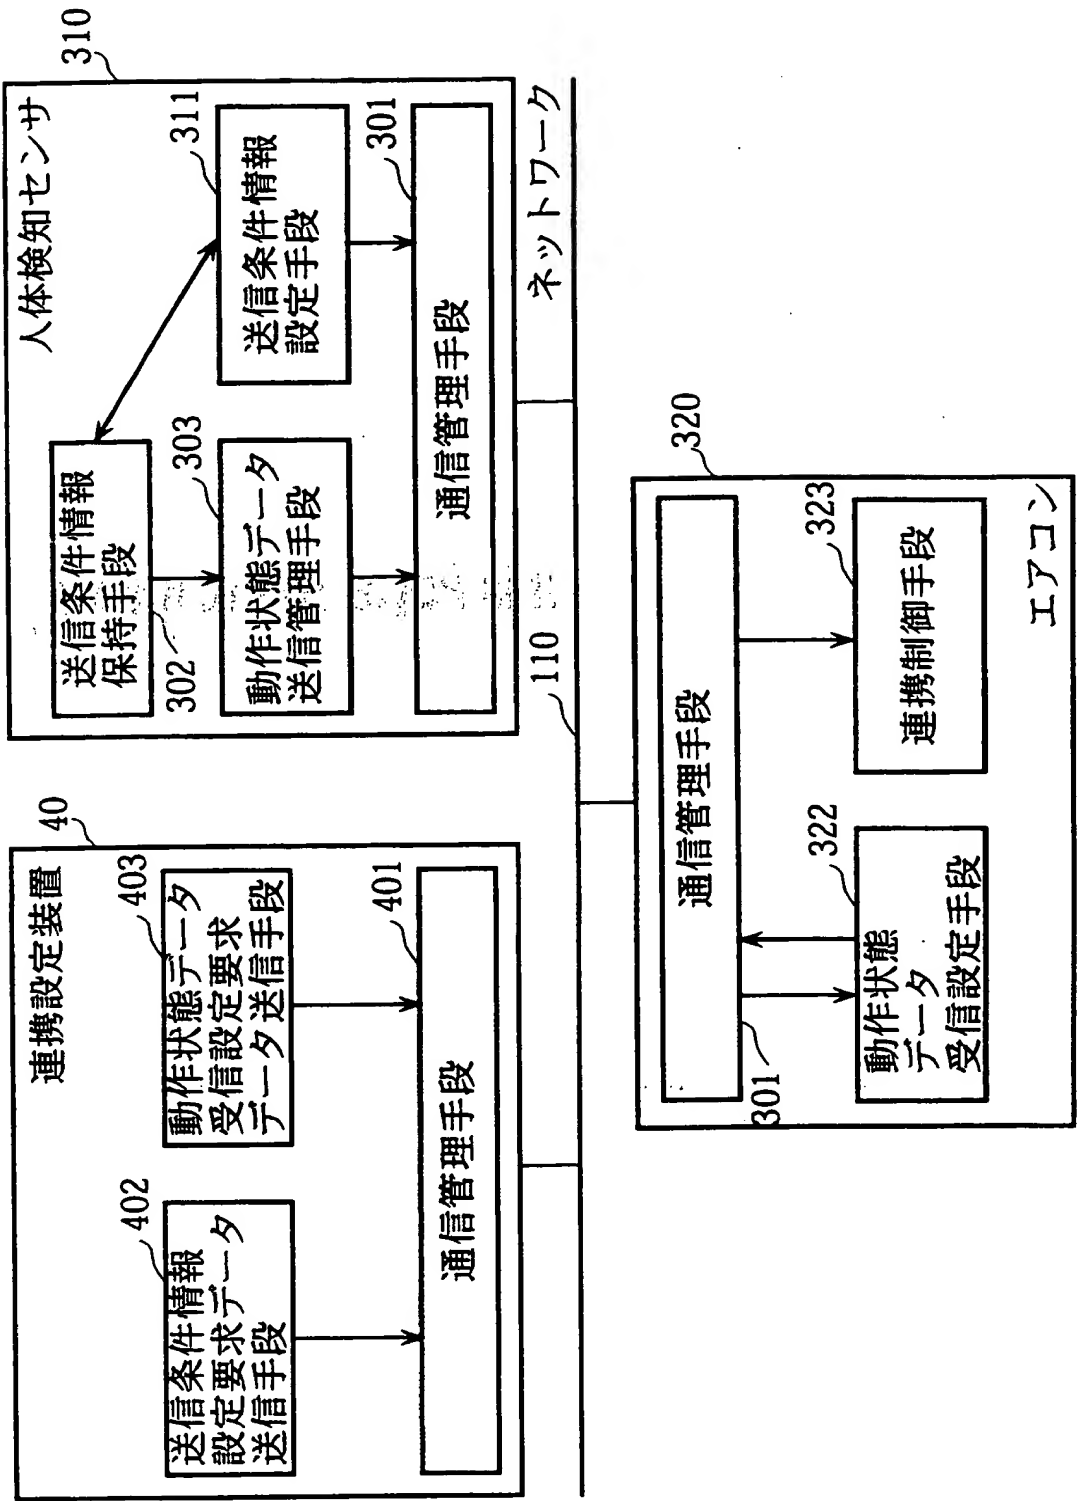 連携設定装置
40
402
送信条件情報
設定要求データ
送信手段
403
動作状態データ
受信設定要求
データ送信手段
401
通信管理手段
人体検知センサ
310
送信条件情報
保持手段
302
311
送信条件情報
設定手段
303
動作状態データ
送信管理手段
301
通信管理手段
110
ネットワーク
320
通信管理手段
301
322
動作状態
データ
受信設定手段
323
連携制御手段
エアコン